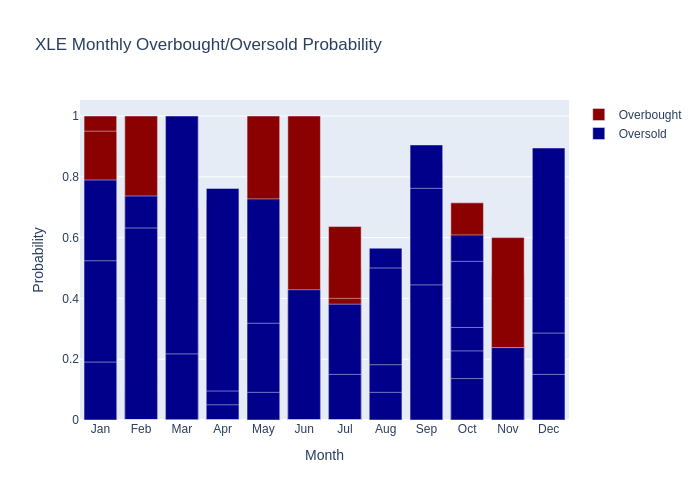 XLE Monthly Overbought/Oversold Probability
Overbought
Oversold
1
0.8
0.6
0.4
0.2
0
Probability
Jan Feb Mar Apr May Jun Jul Aug Sep Oct Nov Dec
Month